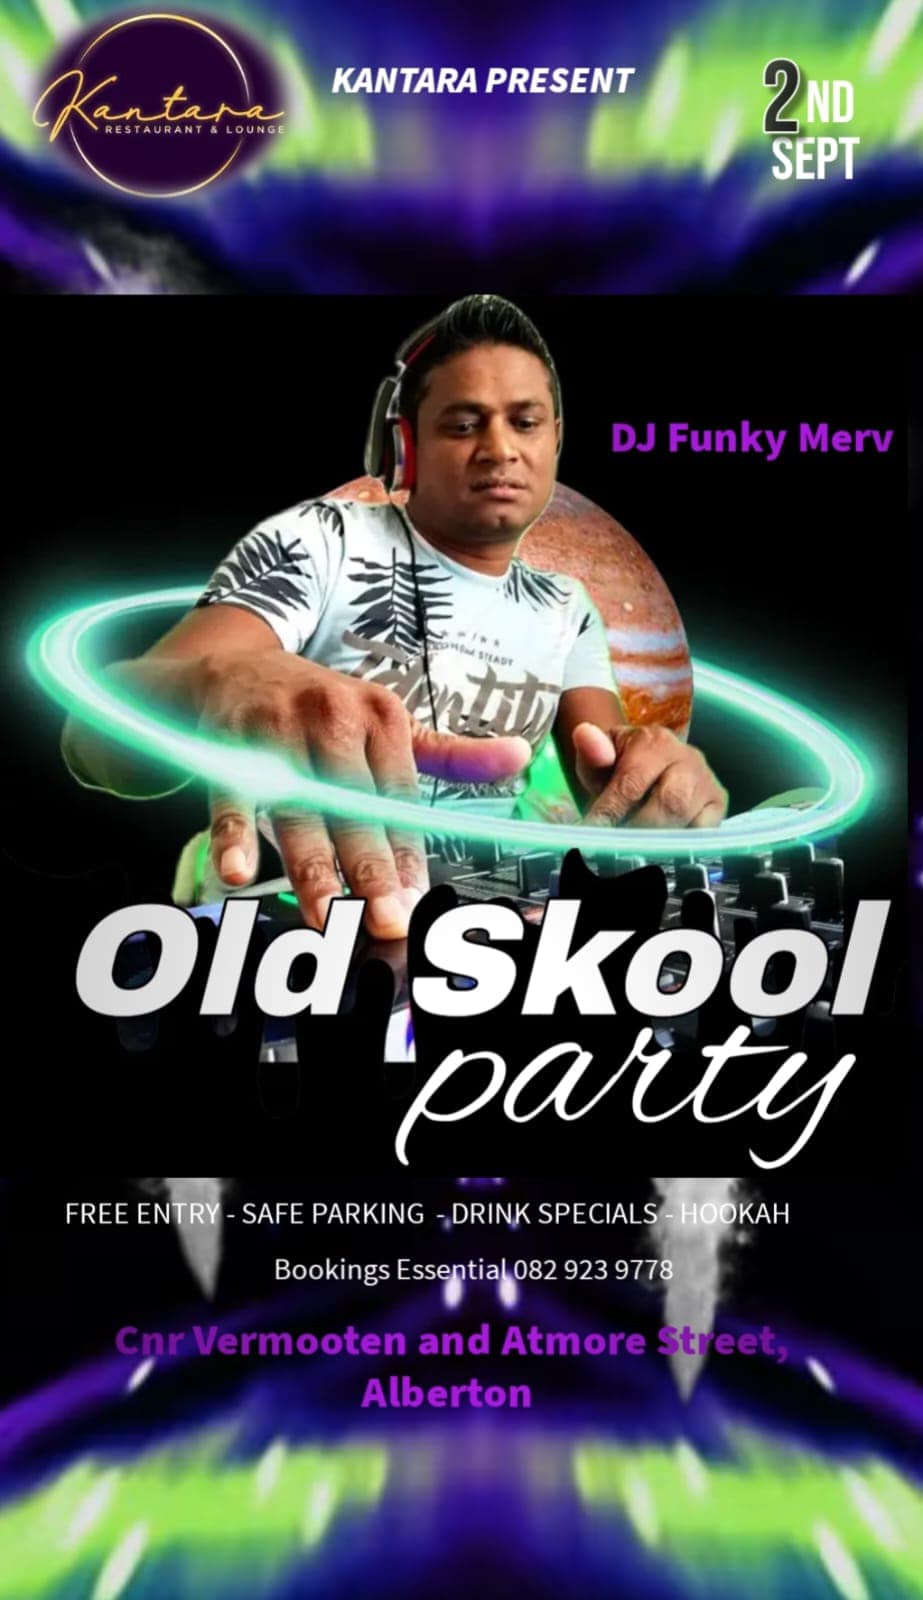 Kantara
RESTAURANT & LOUNGE
KANTARA PRESENT
2ND
SEPT
DJ Funky Merv
STEADY
Identity
Old Skool
party
FREE ENTRY - SAFE PARKING - DRINK SPECIALS - HOOKAH
Bookings Essential 082 923 9778
Cnr Vermooten and Atmore Street,
Alberton